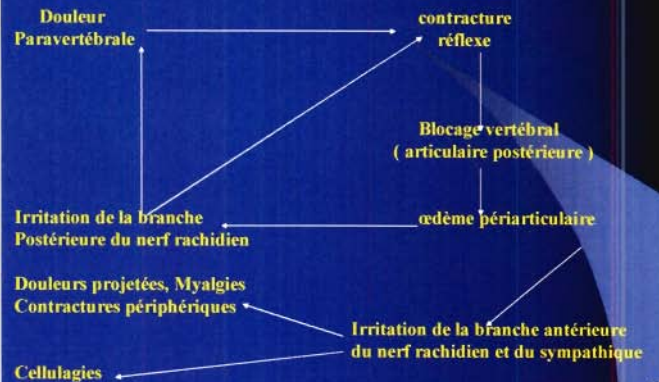 Douleur
Paravertébrale
contracture
réflexe
Blocage vertébral
( articulaire postérieure )
Irritation de la branche
Postérieure du nerf rachidien
œdème périarticulaire
Douleurs projetées, Myalgies
Contractures périphériques
Irritation de la branche antérieure
du nerf rachidien et du sympathique
Cellulagies